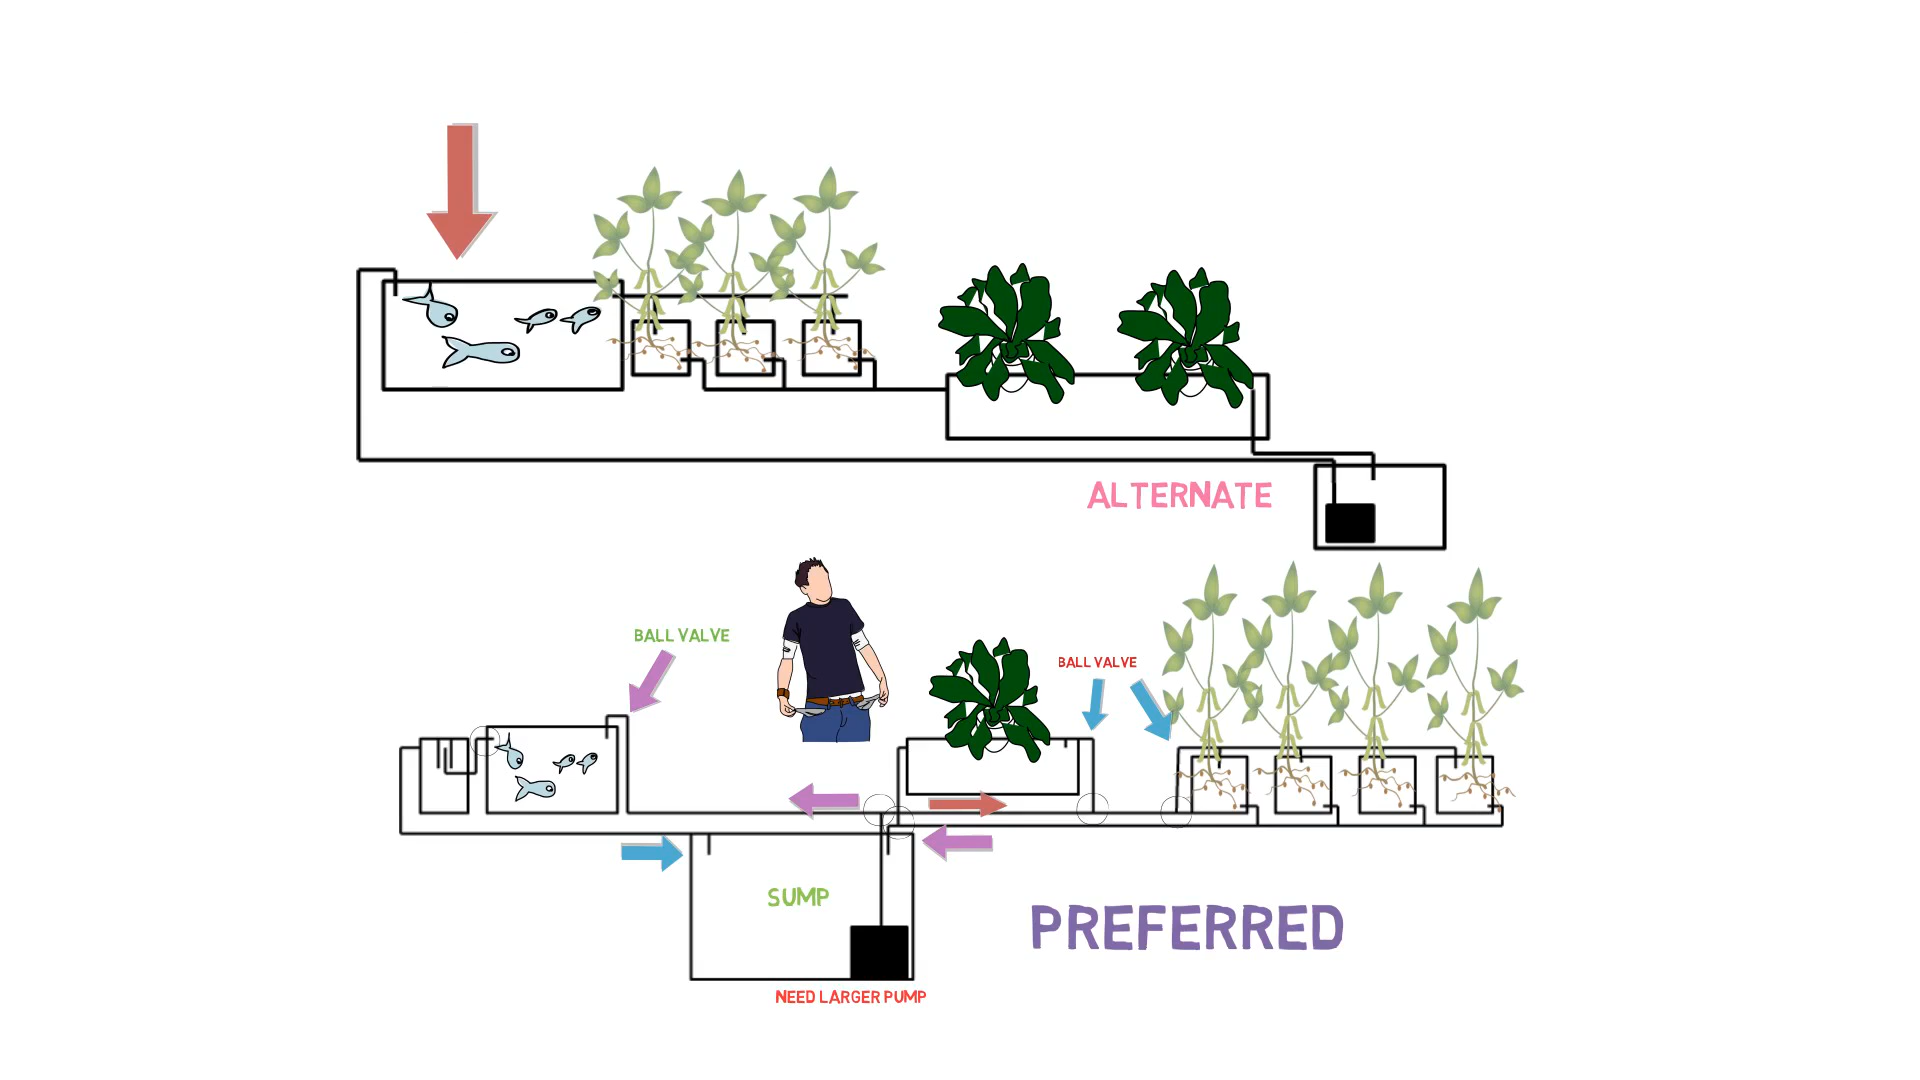 ALTERNATE
BALL VALVE
BALL VALVE
SUMP
PREFERRED
NEED LARGER PUMP